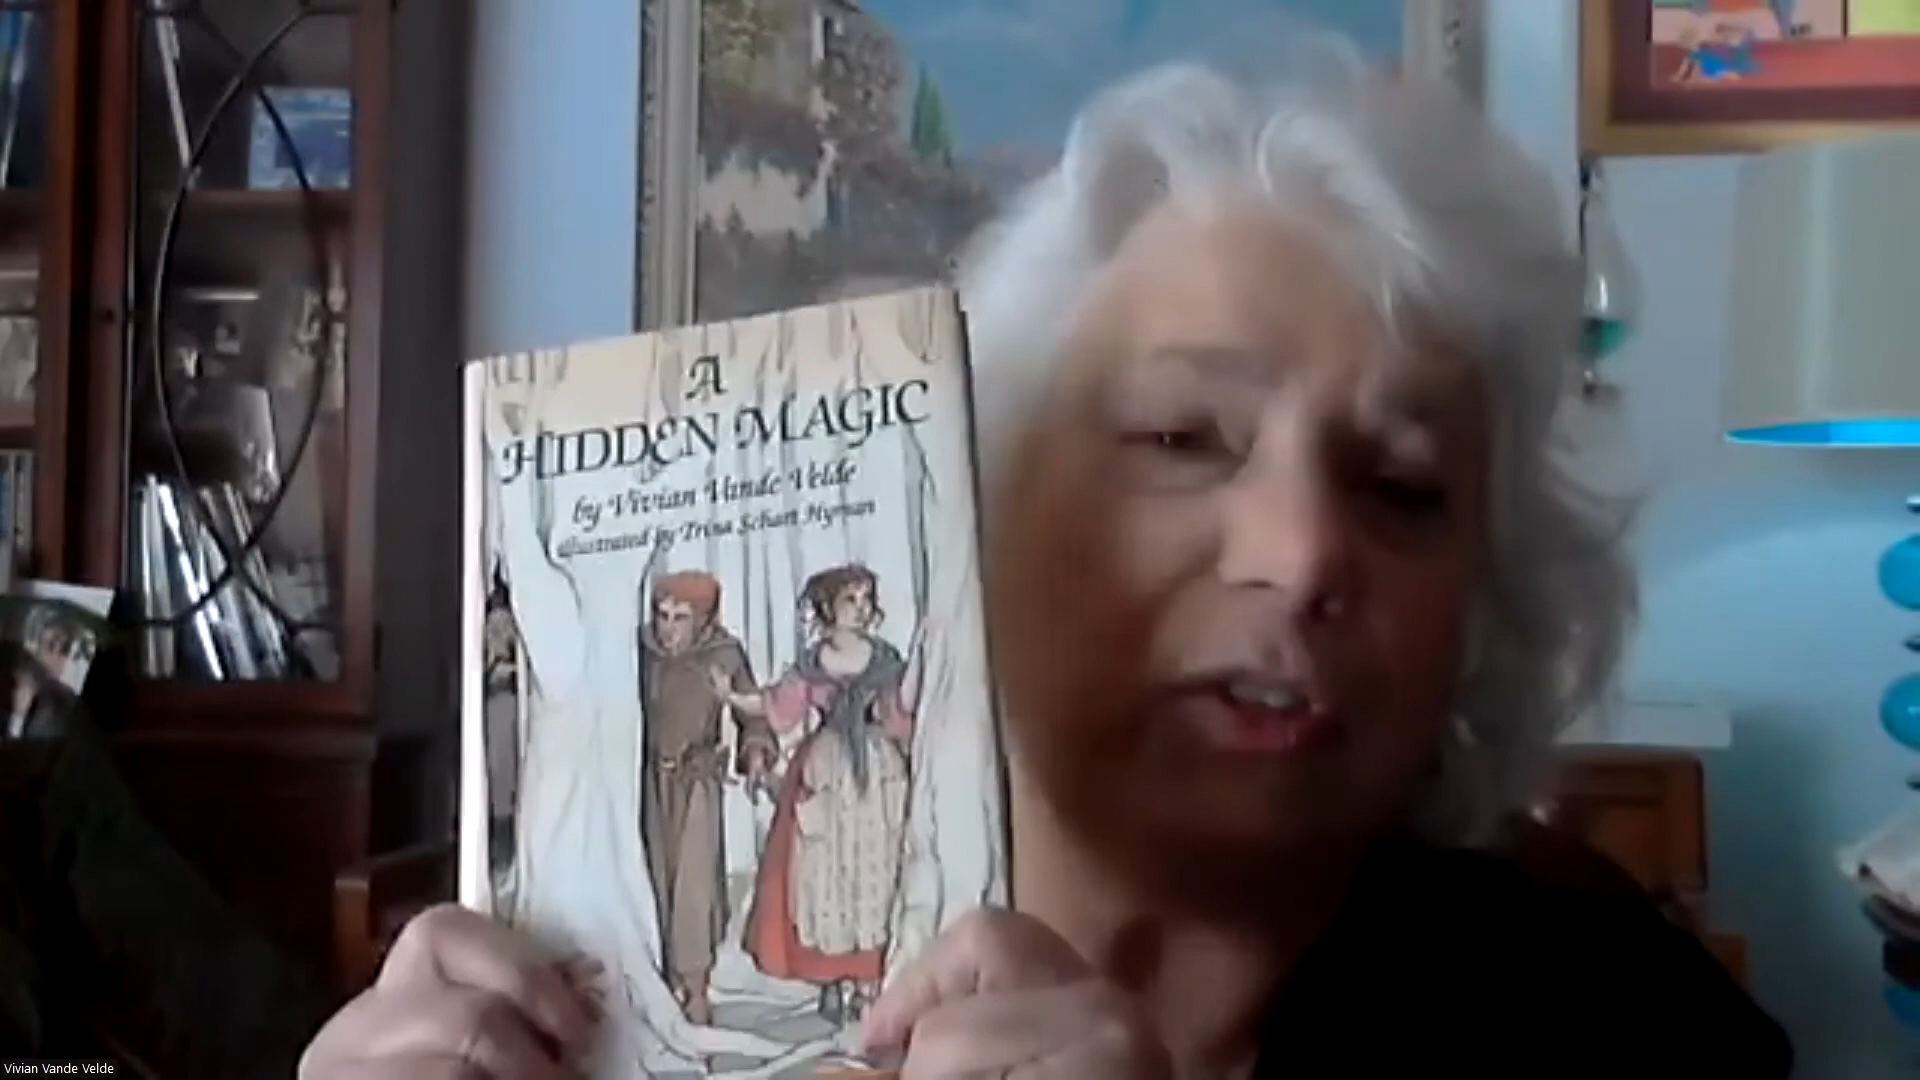 A
HIDDEN MAGIC
by Vivian Vande Velde
illustrated by Trina Schart Hyman
Vivian Vande Velde